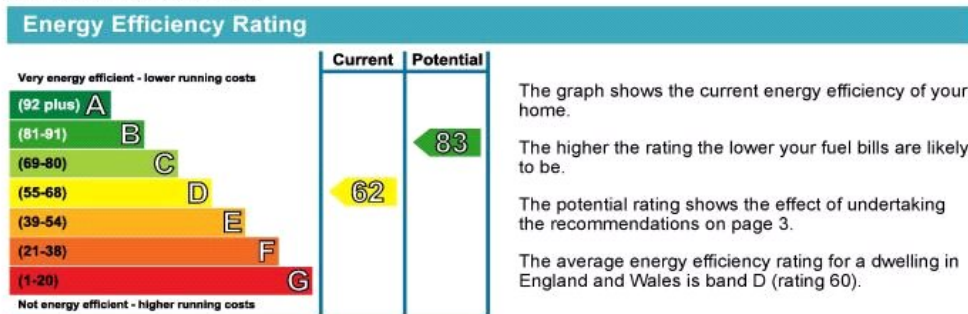 Energy Efficiency Rating
Current Potential
Very energy efficient - lower running costs
(92 plus) A
(81-91) B
83
(69-80) C
(55-68) D
62
(39-54) E
(21-38) F
(1-20) G
Not energy efficient - higher running costs
The graph shows the current energy efficiency of your
home.
The higher the rating the lower your fuel bills are likely
to be.
The potential rating shows the effect of undertaking
the recommendations on page 3.
The average energy efficiency rating for a dwelling in
England and Wales is band D (rating 60).